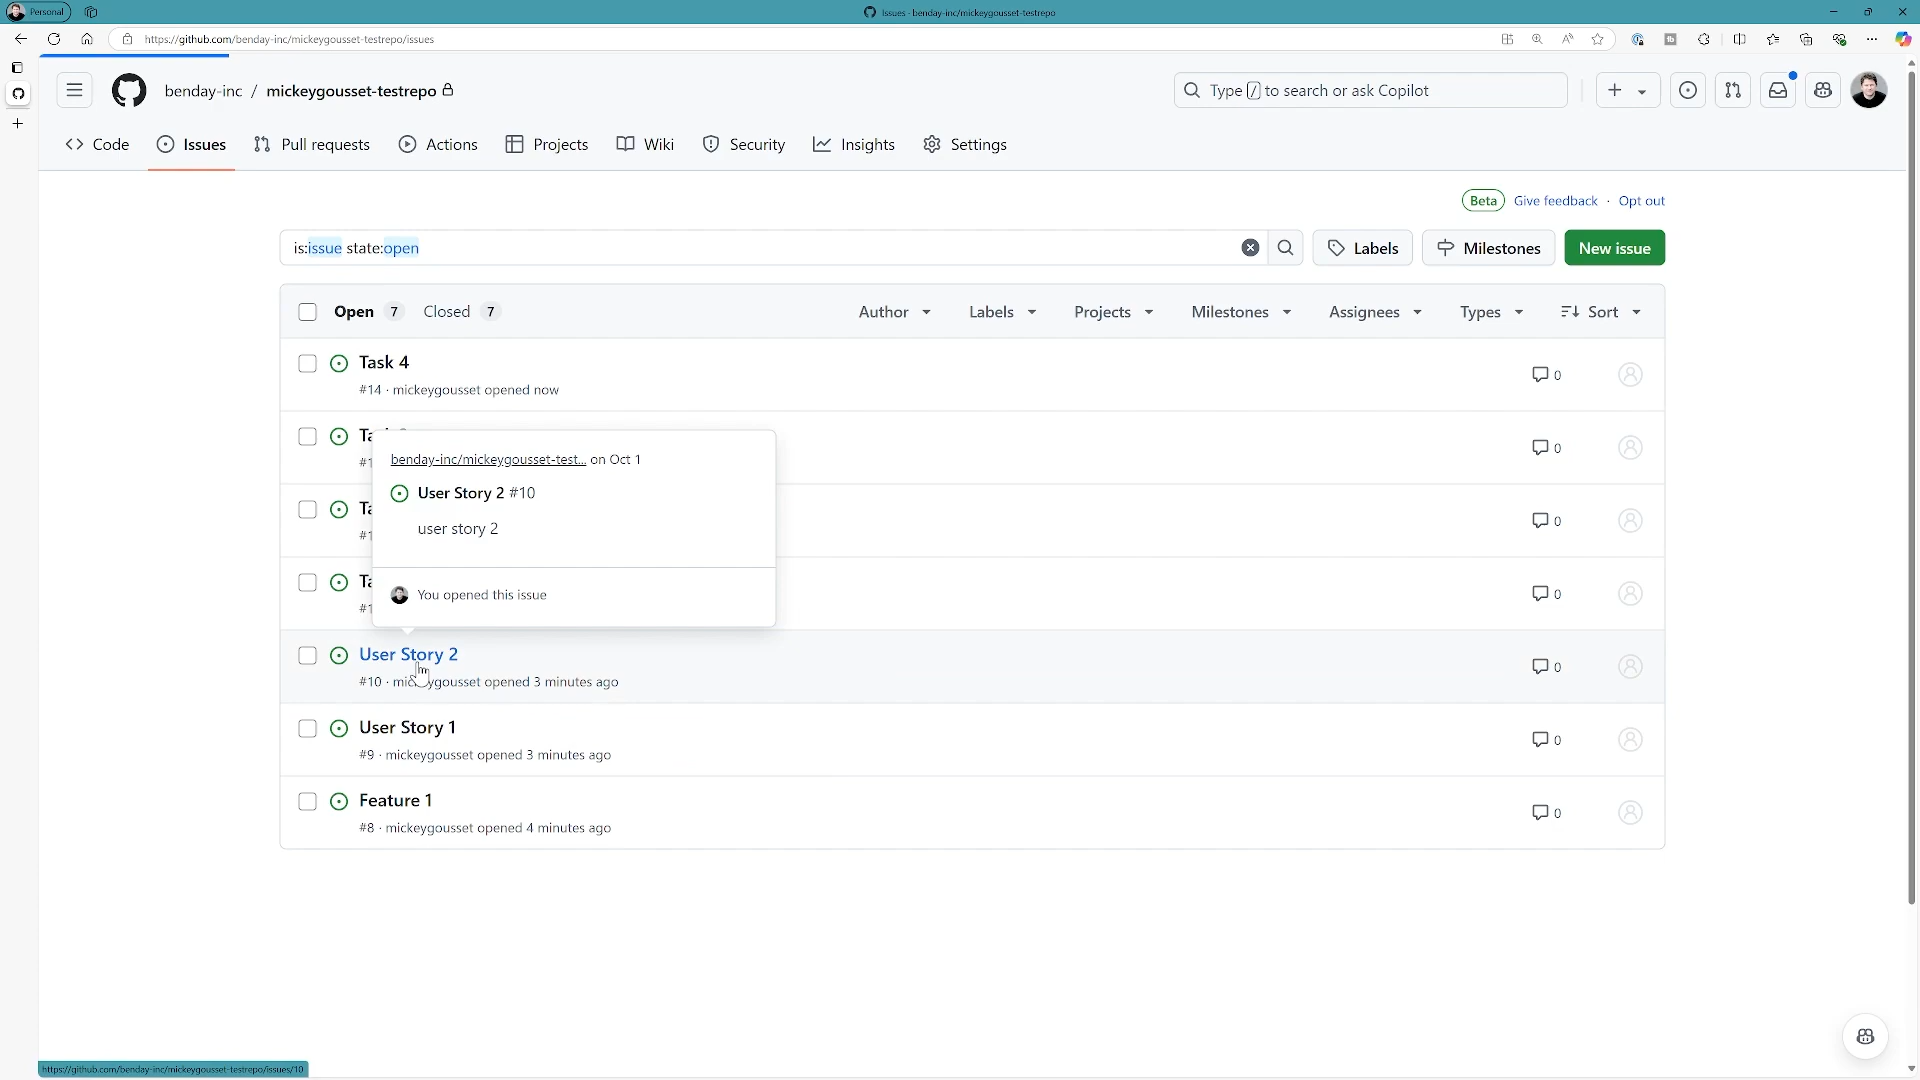 Personal
Issues - benday-inc/mickeygousset-testrepo
https://github.com/benday-inc/mickeygousset-testrepo/issues
benday-inc / mickeygousset-testrepo
Type / to search or ask Copilot
Code Issues Pull requests Actions Projects Wiki Security Insights Settings
Beta Give feedback · Opt out
is:issue state:open
Labels Milestones New issue
Open 7 Closed 7 Author Labels Projects Milestones Assignees Types Sort
Task 4
#14 · mickeygousset opened now
0
0
benday-inc/mickeygousset-test... on Oct 1
User Story 2 #10
user story 2
0
You opened this issue
0
User Story 2
#10 · mickeygousset opened 3 minutes ago
0
User Story 1
#9 · mickeygousset opened 3 minutes ago
0
Feature 1
#8 · mickeygousset opened 4 minutes ago
0
https://github.com/benday-inc/mickeygousset-testrepo/issues/10